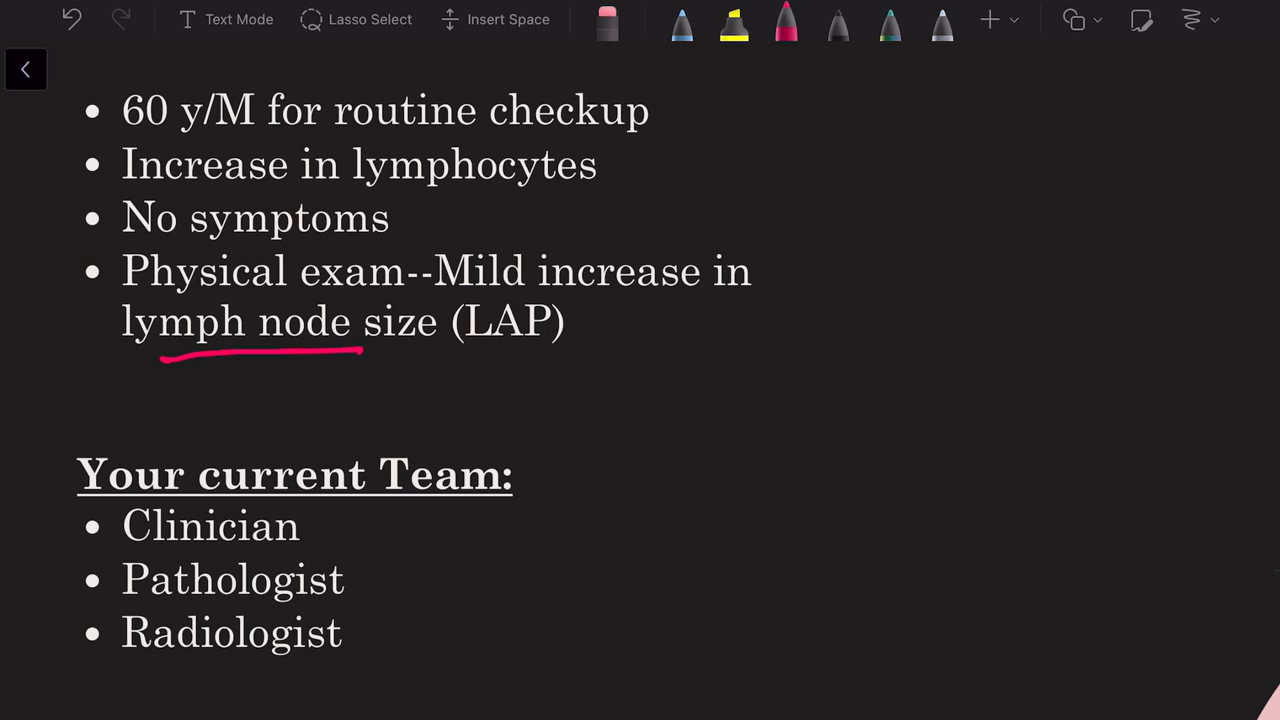 Text Mode Lasso Select Insert Space
• 60 y/M for routine checkup
• Increase in lymphocytes
• No symptoms
• Physical exam--Mild increase in
lymph node size (LAP)
Your current Team:
• Clinician
• Pathologist
• Radiologist